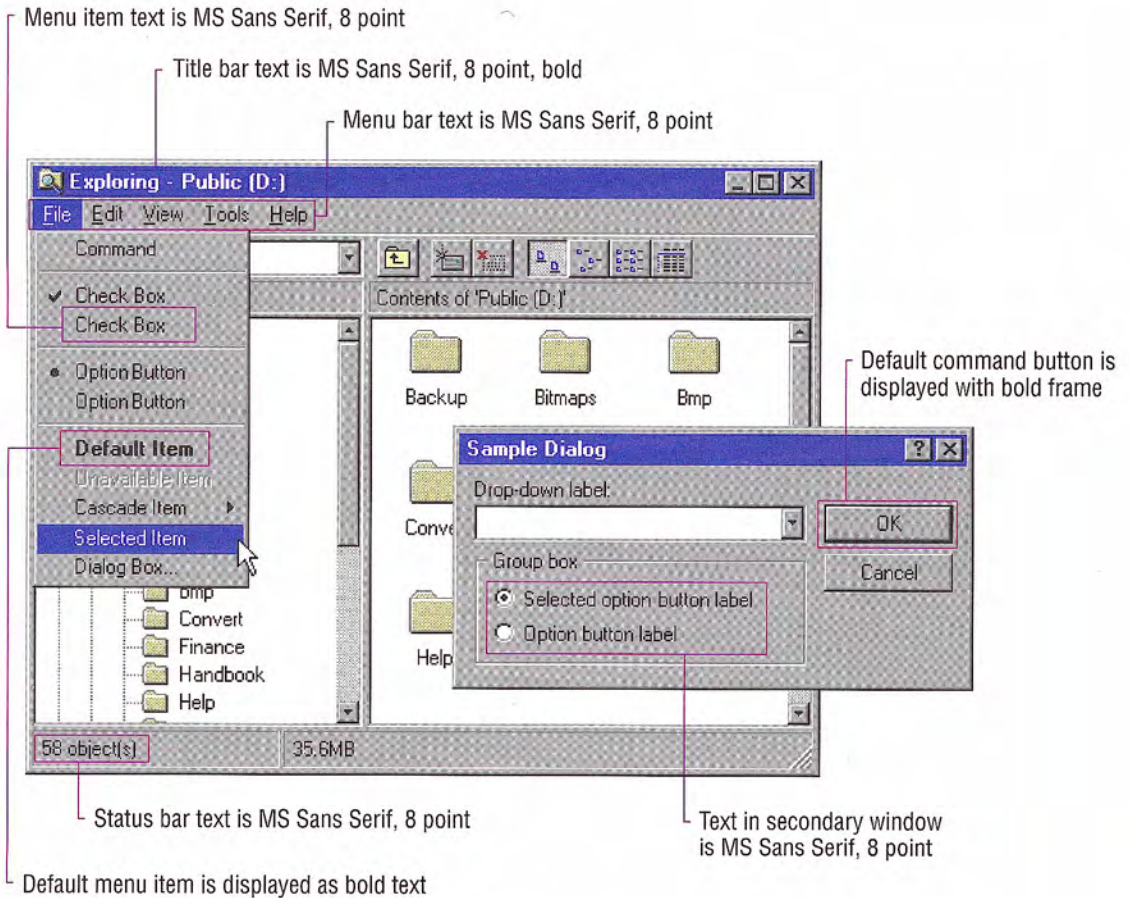 Menu item text is MS Sans Serif, 8 point
Title bar text is MS Sans Serif, 8 point, bold
Menu bar text is MS Sans Serif, 8 point
Exploring - Public (D:)
File Edit View Tools Help
Command
Check Box
Check Box
Option Button
Option Button
Default Item
Unavailable Item
Cascade Item
Selected Item
Dialog Box...
Contents of 'Public (D:)'
Backup Bitmaps Bmp
Conve
Help
Bmp
Convert
Finance
Handbook
Help
58 object(s)
35.6MB
Default command button is
displayed with bold frame
Sample Dialog
Drop-down label:
OK
Cancel
Group box
Selected option button label
Option button label
Status bar text is MS Sans Serif, 8 point
Text in secondary window
is MS Sans Serif, 8 point
Default menu item is displayed as bold text